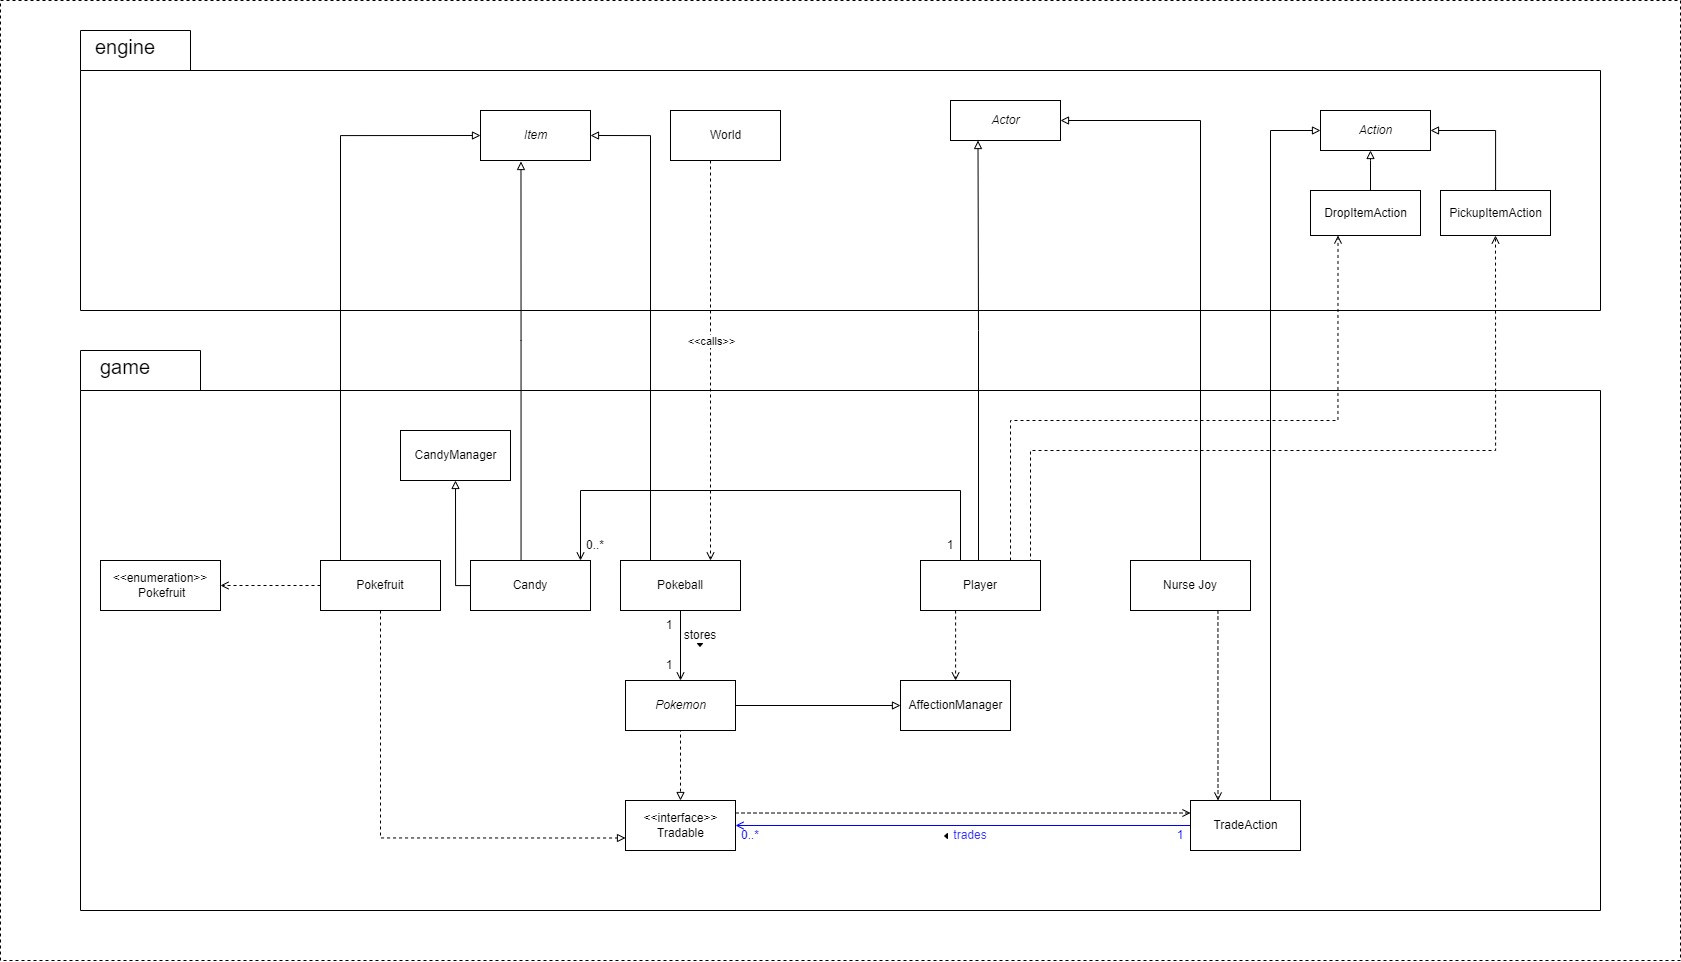 engine
Item
World
Actor
Action
DropItemAction
PickupItemAction
<<calls>>
game
CandyManager
0..*
1
<<enumeration>>
Pokefruit
Pokefruit
Candy
Pokeball
Player
Nurse Joy
1
stores
1
Pokemon
AffectionManager
<<interface>>
Tradable
0..*
trades
1
TradeAction